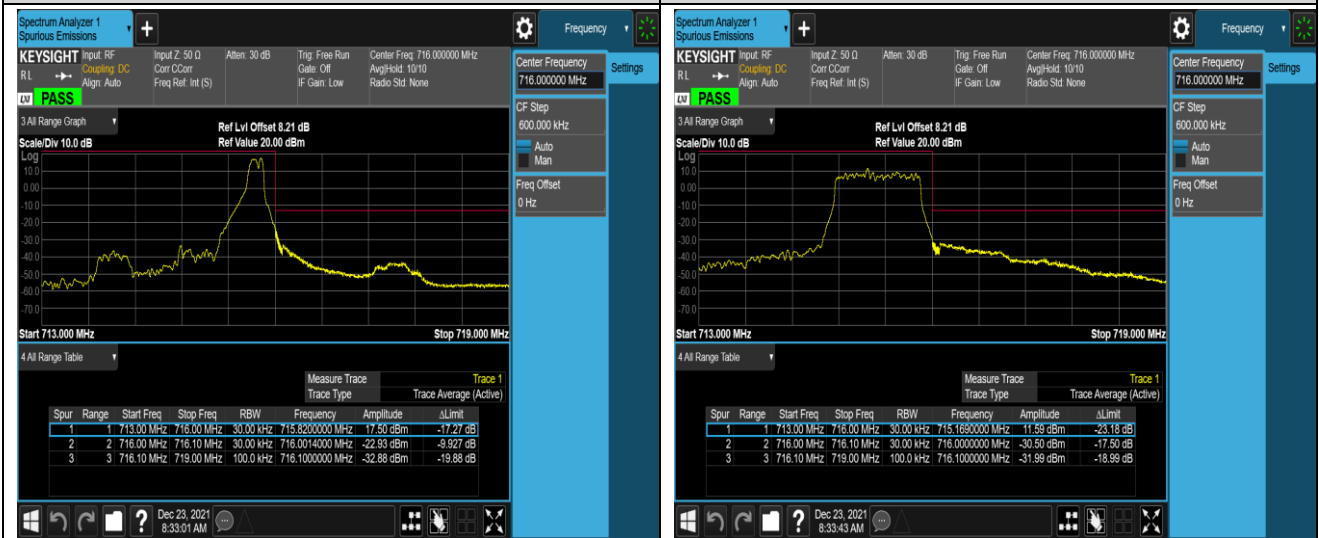 Spectrum Analyzer 1
Spurious Emissions
+
Frequency
KEYSIGHT
R L
LXI
PASS
Input: RF
Coupling: DC
Align: Auto
Input Z: 50 Ω
Corr CCorr
Freq Ref: Int (S)
Atten: 30 dB
Trig: Free Run
Gate: Off
IF Gain: Low
Center Freq: 716.000000 MHz
Avg|Hold: 10/10
Radio Std: None
Center Frequency
716.000000 MHz
Settings
CF Step
600.000 kHz
Auto
Man
Freq Offset
0 Hz
3 All Range Graph
Scale/Div 10.0 dB
Ref Lvl Offset 8.21 dB
Ref Value 20.00 dBm
Log
10.0
0.00
-10.0
-20.0
-30.0
-40.0
-50.0
-60.0
-70.0
Start 713.000 MHz Stop 719.000 MHz
4 All Range Table
Measure Trace Trace 1
Trace Type Trace Average (Active)
Spur Range Start Freq Stop Freq RBW Frequency Amplitude ΔLimit
1 1 713.00 MHz 716.00 MHz 30.00 kHz 715.8200000 MHz 17.50 dBm -17.27 dB
2 2 716.00 MHz 716.10 MHz 30.00 kHz 716.0014000 MHz -22.93 dBm -9.927 dB
3 3 716.10 MHz 719.00 MHz 100.0 kHz 716.1000000 MHz -32.88 dBm -19.88 dB
?
Dec 23, 2021
8:33:01 AM
Spectrum Analyzer 1
Spurious Emissions
+
Frequency
KEYSIGHT
R L
LXI
PASS
Input: RF
Coupling: DC
Align: Auto
Input Z: 50 Ω
Corr CCorr
Freq Ref: Int (S)
Atten: 30 dB
Trig: Free Run
Gate: Off
IF Gain: Low
Center Freq: 716.000000 MHz
Avg|Hold: 10/10
Radio Std: None
Center Frequency
716.000000 MHz
Settings
CF Step
600.000 kHz
Auto
Man
Freq Offset
0 Hz
3 All Range Graph
Scale/Div 10.0 dB
Ref Lvl Offset 8.21 dB
Ref Value 20.00 dBm
Log
10.0
0.00
-10.0
-20.0
-30.0
-40.0
-50.0
-60.0
-70.0
Start 713.000 MHz Stop 719.000 MHz
4 All Range Table
Measure Trace Trace 1
Trace Type Trace Average (Active)
Spur Range Start Freq Stop Freq RBW Frequency Amplitude ΔLimit
1 1 713.00 MHz 716.00 MHz 30.00 kHz 715.1690000 MHz 11.59 dBm -23.18 dB
2 2 716.00 MHz 716.10 MHz 30.00 kHz 716.0000000 MHz -30.50 dBm -17.50 dB
3 3 716.10 MHz 719.00 MHz 100.0 kHz 716.1000000 MHz -31.99 dBm -18.99 dB
?
Dec 23, 2021
8:33:43 AM